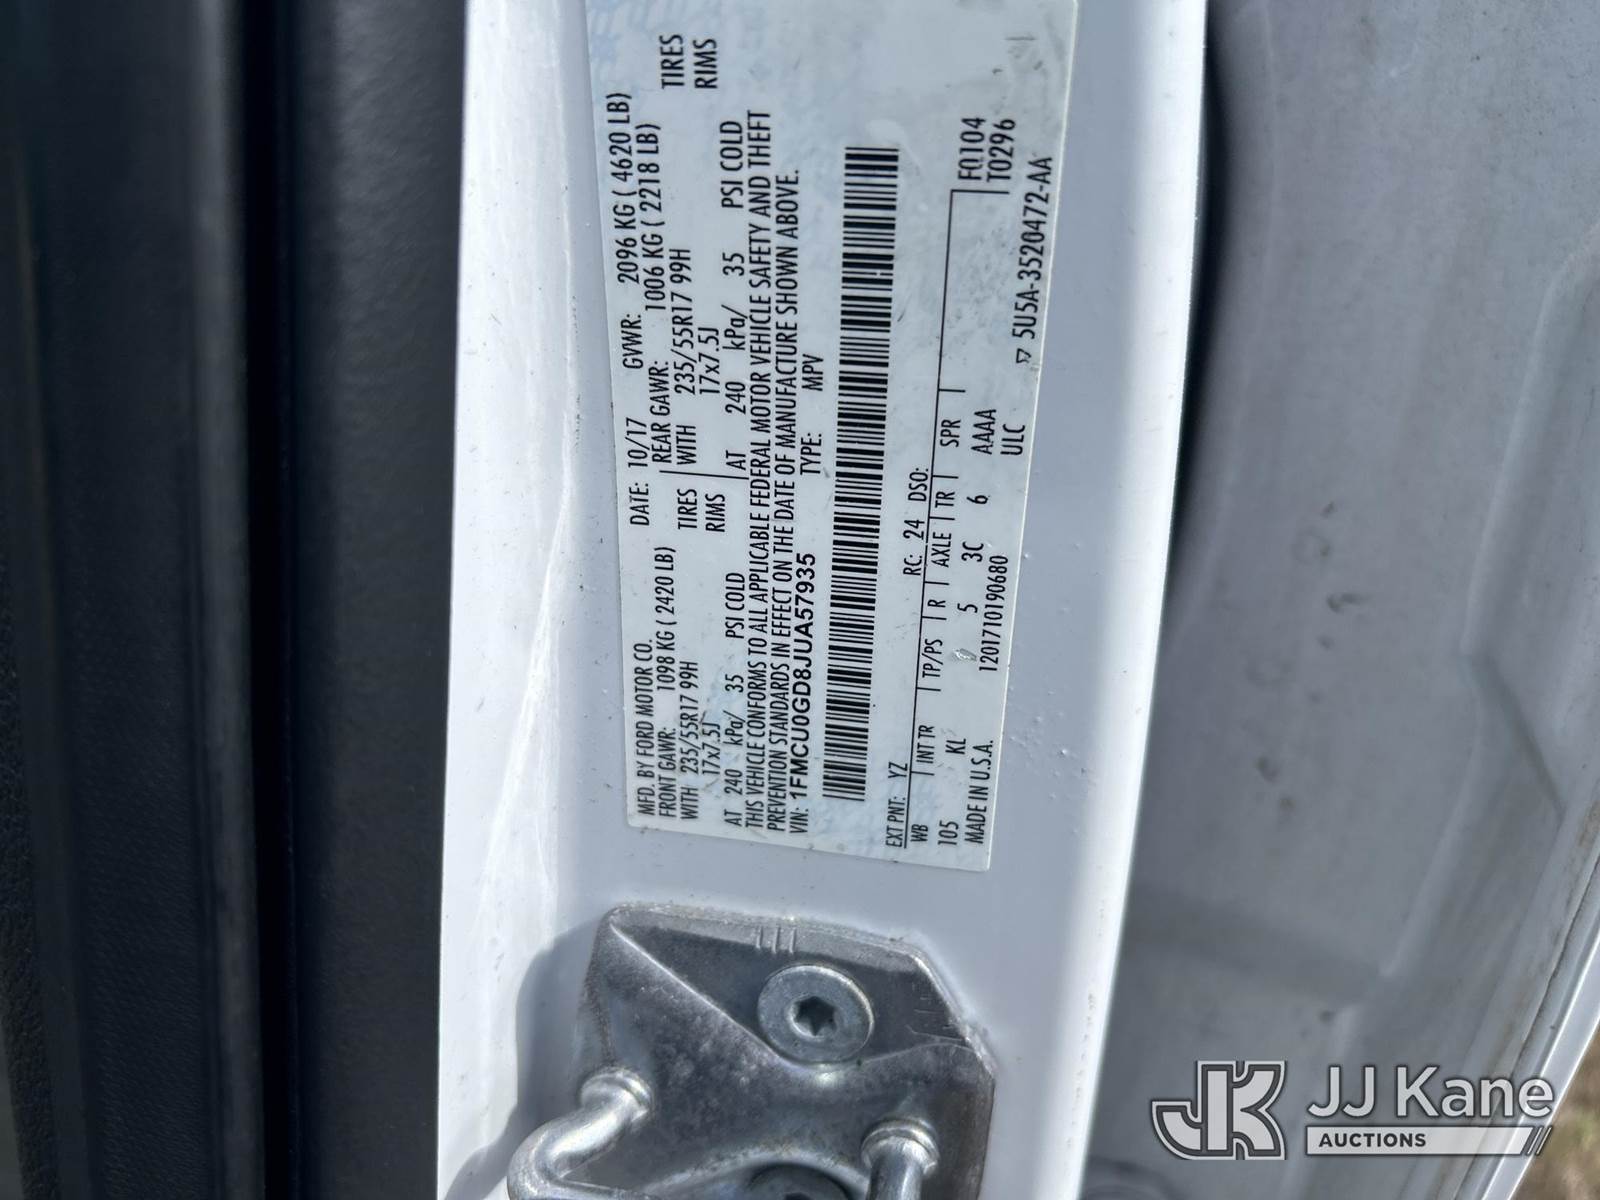 MFD. BY FORD MOTOR CO. DATE: 10/17 GVWR: 2096 KG ( 4620 LB)
FRONT GAWR: 1098 KG ( 2420 LB) REAR GAWR: 1006 KG ( 2218 LB)
WITH 235/55R17 99H TIRES WITH 235/55R17 99H TIRES
17x7.5J RIMS 17x7.5J RIMS
AT 240 kPa/ 35 PSI COLD AT 240 kPa/ 35 PSI COLD
THIS VEHICLE CONFORMS TO ALL APPLICABLE FEDERAL MOTOR VEHICLE SAFETY AND THEFT
PREVENTION STANDARDS IN EFFECT ON THE DATE OF MANUFACTURE SHOWN ABOVE.
VIN: 1FMCU0GD8JUA57935 TYPE: MPV
EXT PNT: YZ RC: 24 DSO: F0104
WB INT TR TP/PS R AXLE TR SPR T0296
105 KL 5 3C 6 AAAA
MADE IN U.S.A. 1201710190680 ULC 5U5A-3520472-AA
JK JJ Kane
AUCTIONS